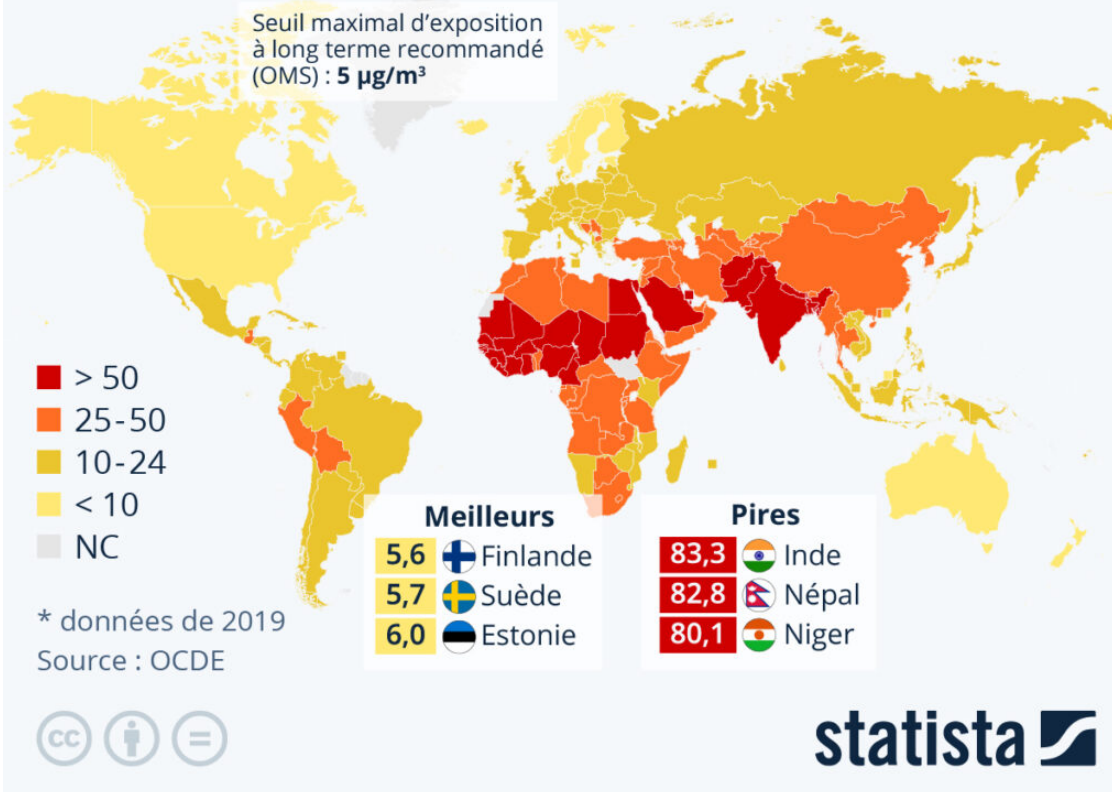 Seuil maximal d’exposition
à long terme recommandé
(OMS) : 5 µg/m³
> 50
25-50
10-24
< 10
NC
Meilleurs
5,6 Finlande
5,7 Suède
6,0 Estonie
Pires
83,3 Inde
82,8 Népal
80,1 Niger
* données de 2019
Source : OCDE
cc
statista